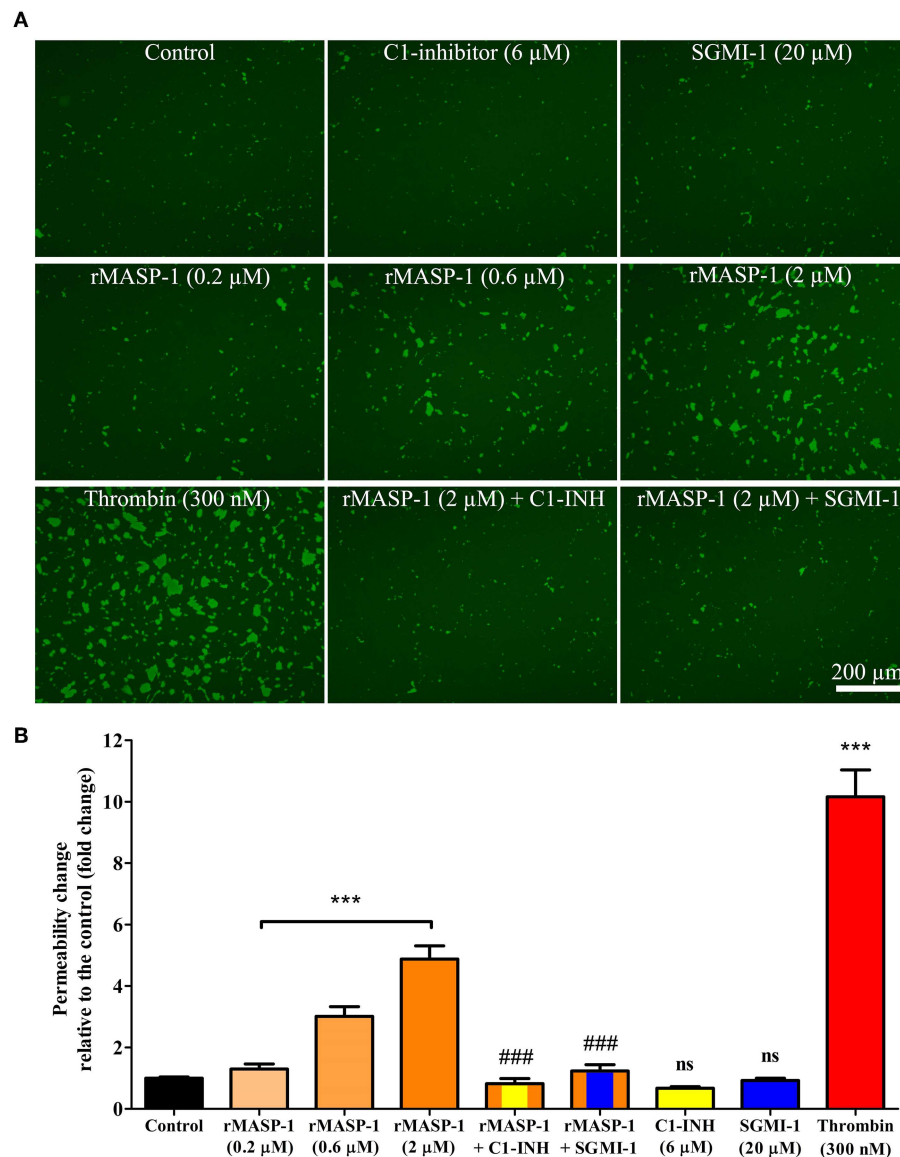 A
Control
C1-inhibitor (6 µM)
SGMI-1 (20 µM)
rMASP-1 (0.2 µM)
rMASP-1 (0.6 µM)
rMASP-1 (2 µM)
Thrombin (300 nM)
rMASP-1 (2 µM) + C1-INH
rMASP-1 (2 µM) + SGMI-1
200 µm
B
Permeability change
relative to the control (fold change)
12
10
8
6
4
2
0
***
###
###
ns
ns
***
Control
rMASP-1
(0.2 µM)
rMASP-1
(0.6 µM)
rMASP-1
(2 µM)
rMASP-1
+ C1-INH
rMASP-1
+ SGMI-1
C1-INH
(6 µM)
SGMI-1
(20 µM)
Thrombin
(300 nM)